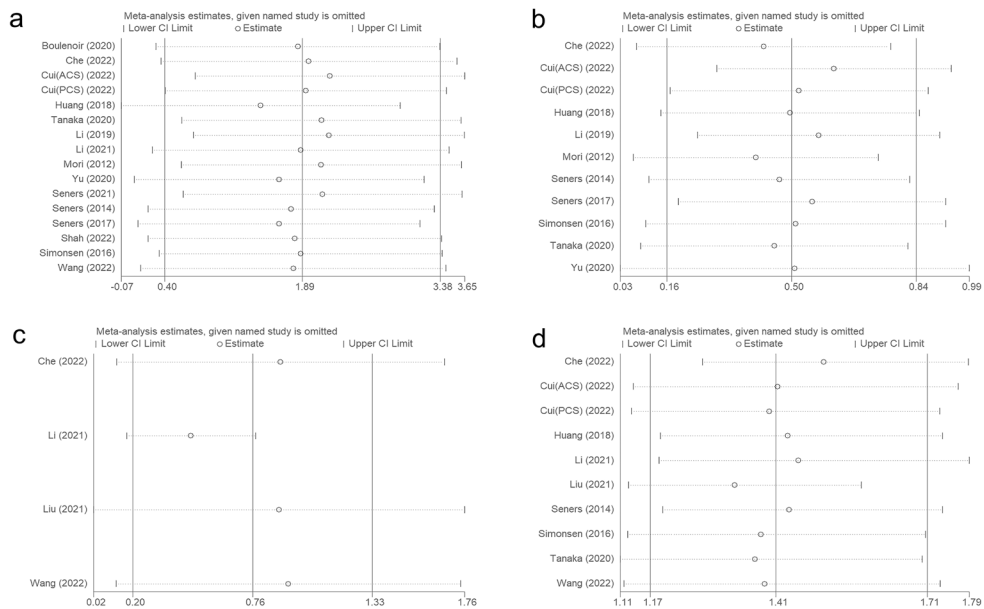 a
Meta-analysis estimates, given named study is omitted
Lower CI Limit Estimate Upper CI Limit
Boulenoir (2020)
Che (2022)
Cui(ACS) (2022)
Cui(PCS) (2022)
Huang (2018)
Tanaka (2020)
Li (2019)
Li (2021)
Mori (2012)
Yu (2020)
Seners (2021)
Seners (2014)
Seners (2017)
Shah (2022)
Simonsen (2016)
Wang (2022)
-0.07 0.40 1.89 3.38 3.65
b
Meta-analysis estimates, given named study is omitted
Lower CI Limit Estimate Upper CI Limit
Che (2022)
Cui(ACS) (2022)
Cui(PCS) (2022)
Huang (2018)
Li (2019)
Mori (2012)
Seners (2014)
Seners (2017)
Simonsen (2016)
Tanaka (2020)
Yu (2020)
0.03 0.16 0.50 0.84 0.99
c
Meta-analysis estimates, given named study is omitted
Lower CI Limit Estimate Upper CI Limit
Che (2022)
Li (2021)
Liu (2021)
Wang (2022)
0.02 0.20 0.76 1.33 1.76
d
Meta-analysis estimates, given named study is omitted
Lower CI Limit Estimate Upper CI Limit
Che (2022)
Cui(ACS) (2022)
Cui(PCS) (2022)
Huang (2018)
Li (2021)
Liu (2021)
Seners (2014)
Simonsen (2016)
Tanaka (2020)
Wang (2022)
1.11 1.17 1.41 1.71 1.79